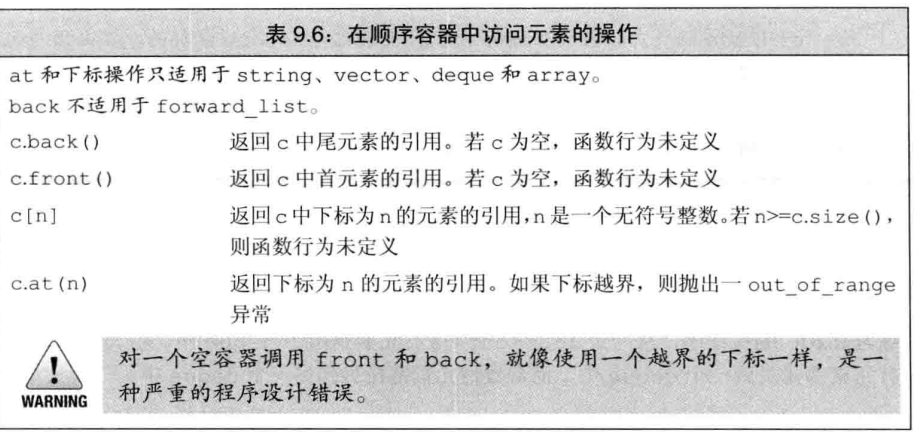 表 9.6：在顺序容器中访问元素的操作
at 和下标操作只适用于 string、vector、deque 和 array。
back 不适用于 forward_list。
c.back() 返回 c 中尾元素的引用。若 c 为空，函数行为未定义
c.front() 返回 c 中首元素的引用。若 c 为空，函数行为未定义
c[n] 返回 c 中下标为 n 的元素的引用，n 是一个无符号整数。若 n>=c.size()，
则函数行为未定义
c.at(n) 返回下标为 n 的元素的引用。如果下标越界，则抛出一 out_of_range
异常
对一个空容器调用 front 和 back，就像使用一个越界的下标一样，是一
WARNING 种严重的程序设计错误。